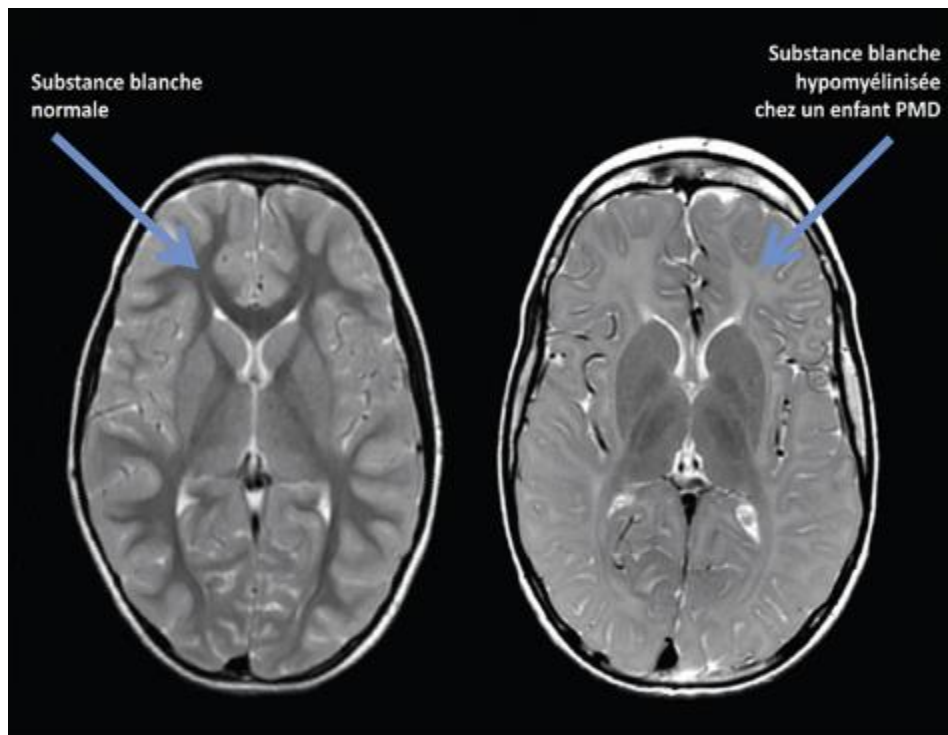 Substance blanche
normale
Substance blanche
hypomyélinisée
chez un enfant PMD